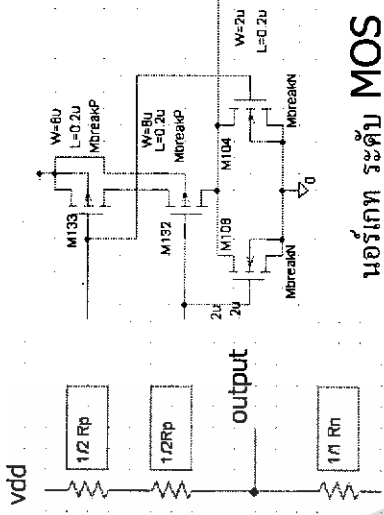 vdd
1/2 Rp
1/2Rp
output
1/1 Rn
W=8u
L=0.2u
MbreakP
M133
W=8u
L=0.2u
MbreakP
M132
M108
M104
W=2u
L=0.2u
2u
2u
MbreakN
MbreakN
0
นอร์เกท ระดับ MOS